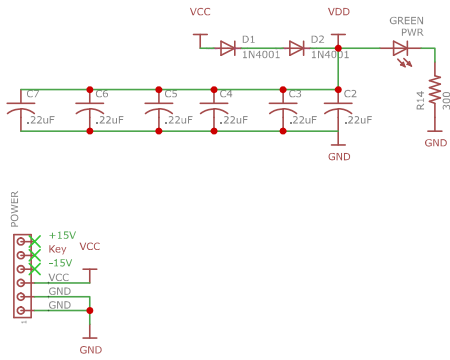 VCC
D1
D2
VDD
GREEN
PWR
1N4001
1N4001
C7
C6
C5
C4
C3
C2
.22uF
.22uF
.22uF
.22uF
.22uF
.22uF
R14
300
GND
GND
POWER
+15V
Key
-15V
VCC
VCC
GND
GND
1
GND